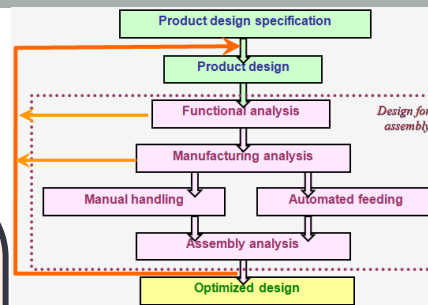 Product design specification
Product design
Functional analysis
Design for
assembly
Manufacturing analysis
Manual handling
Automated feeding
Assembly analysis
Optimized design